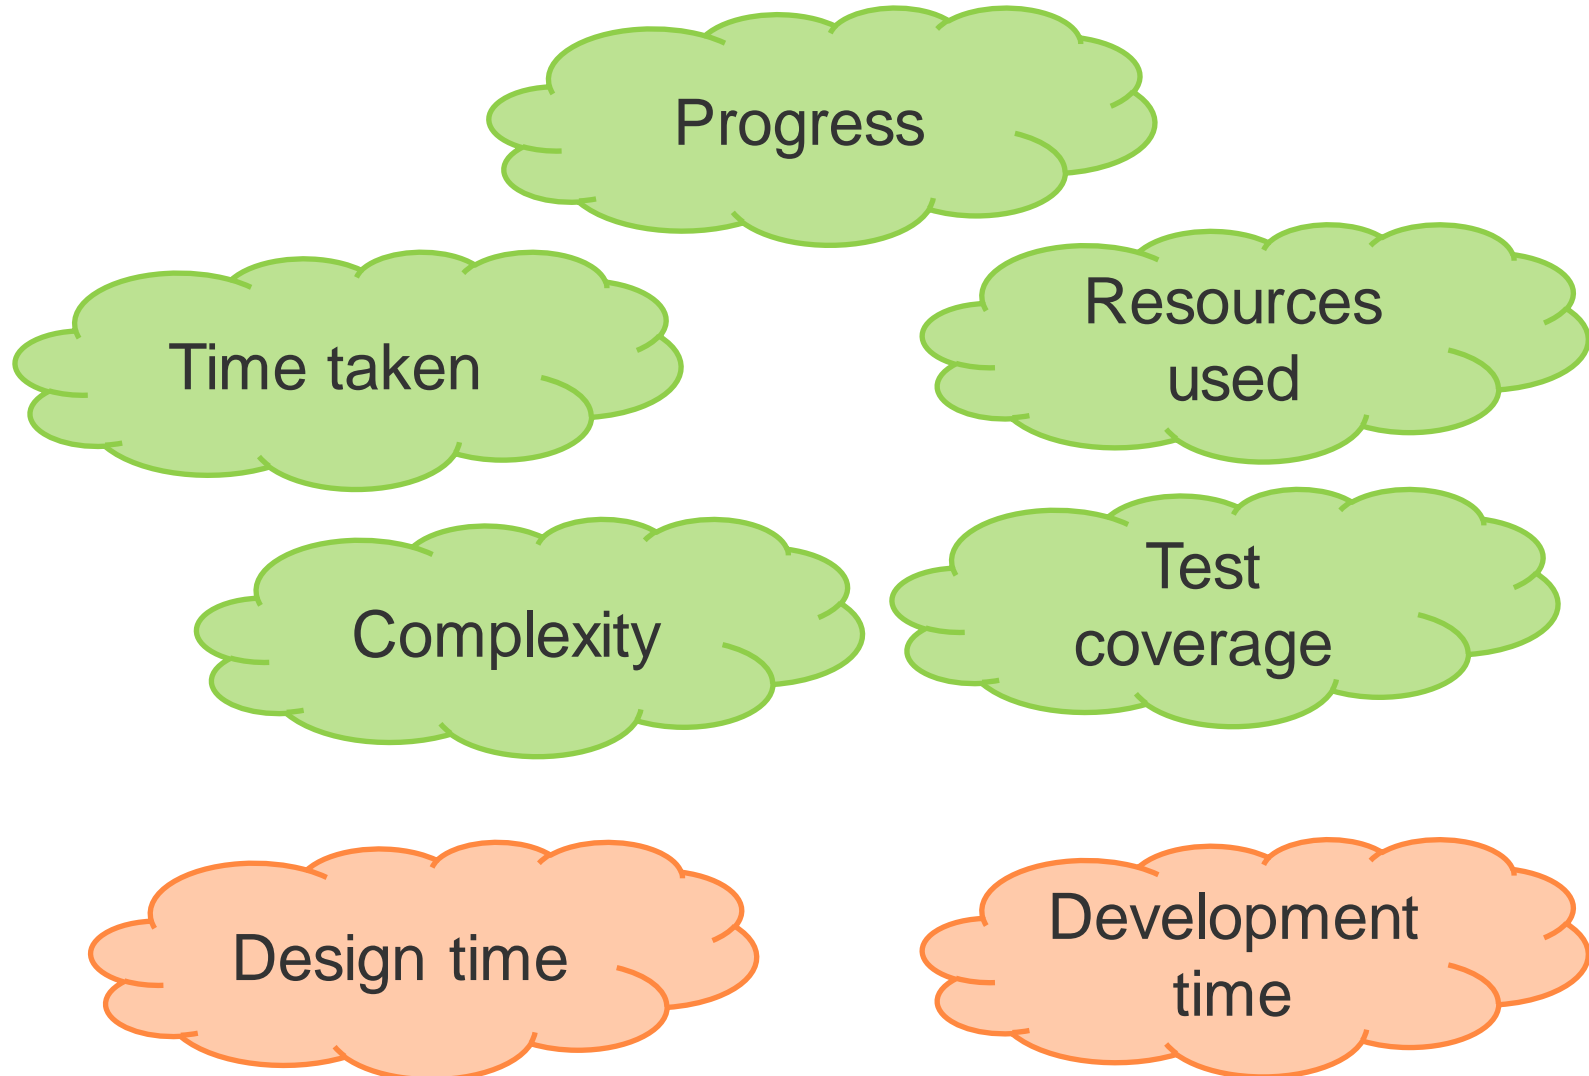 Progress
Time taken
Resources
used
Complexity
Test
coverage
Design time
Development
time